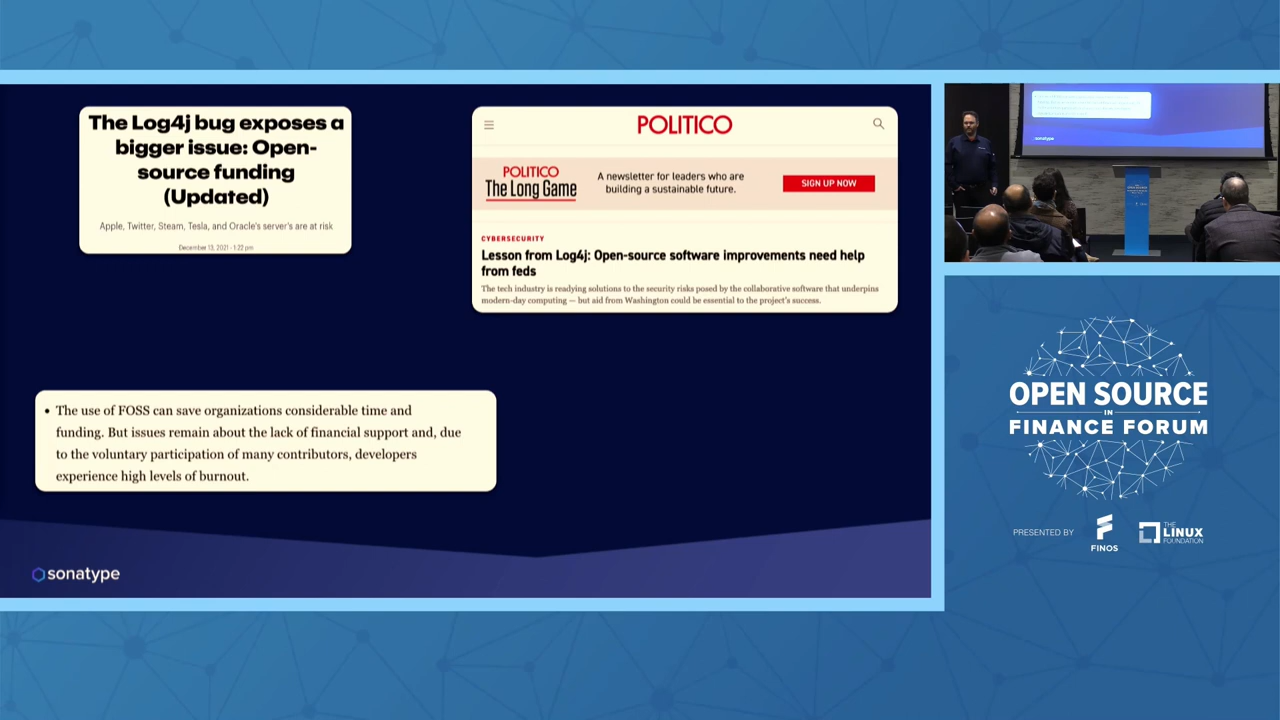 The Log4j bug exposes a
bigger issue: Open-
source funding
(Updated)
Apple, Twitter, Steam, Tesla, and Oracle's server's are at risk
December 13, 2021 - 1:22 pm
POLITICO
POLITICO
The Long Game
A newsletter for leaders who are
building a sustainable future.
SIGN UP NOW
CYBERSECURITY
Lesson from Log4j: Open-source software improvements need help
from feds
The tech industry is readying solutions to the security risks posed by the collaborative software that underpins
modern-day computing — but aid from Washington could be essential to the project's success.
• The use of FOSS can save organizations considerable time and
funding. But issues remain about the lack of financial support and, due
to the voluntary participation of many contributors, developers
experience high levels of burnout.
sonatype
sonatype
OPEN SOURCE
IN
FINANCE FORUM
PRESENTED BY
FINOS
THE
LINUX
FOUNDATION